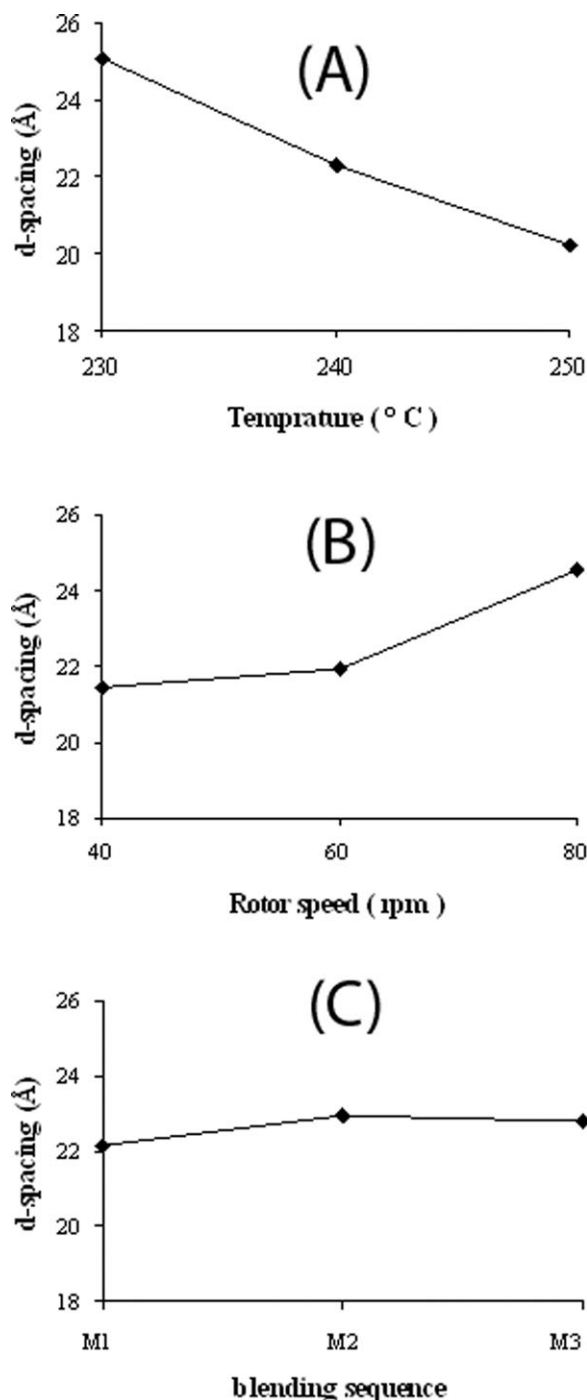 (A)
26
24
22
20
18
d-spacing (Å)
230 240 250
Temprature ( ° C )
(B)
26
24
22
20
18
d-spacing (Å)
40 60 80
Rotor speed ( rpm )
(C)
26
24
22
20
18
d-spacing (Å)
M1 M2 M3
blending sequence